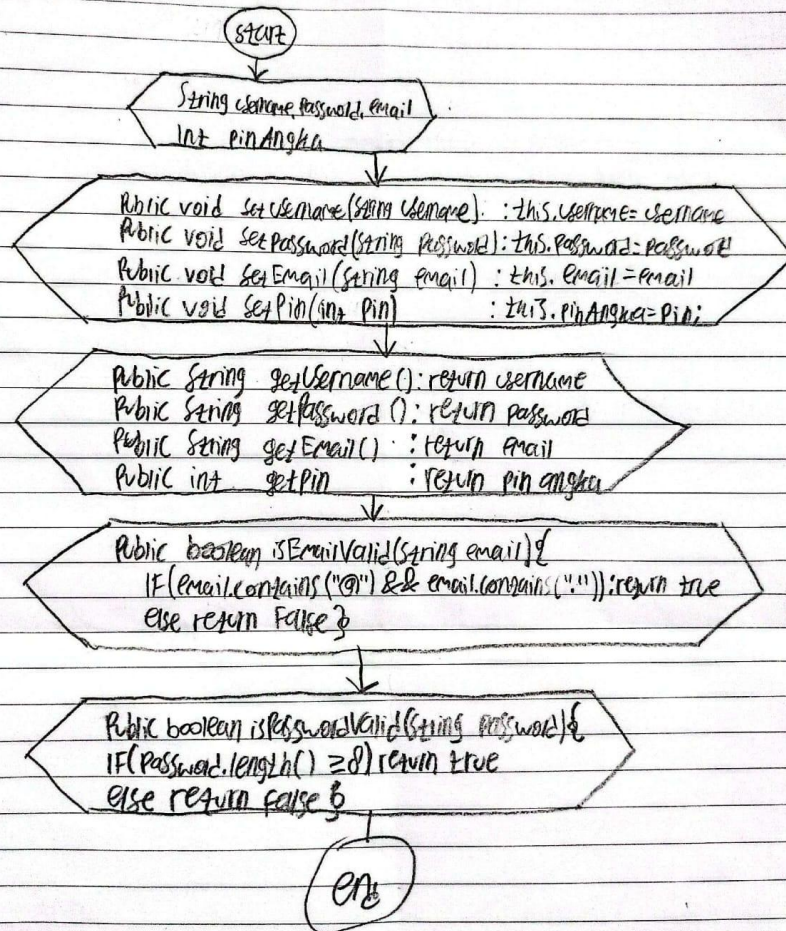 start
String username, password, email
int pinAngka
Public void setUsername(String username) : this.username = username
Public void setPassword(String password) : this.password = password
Public void setEmail(String email) : this.email = email
Public void setPin(int pin) : this.pinAngka = pin;
Public String getUsername() : return username
Public String getPassword() : return password
Public String getEmail() : return email
Public int getPin : return pin angka
Public boolean isEmailValid(String email){
IF(email.contains("@") && email.contains(".")) : return true
else return False }
Public boolean isPasswordValid(String password){
IF(password.length() ≥8) return true
else return false }
end